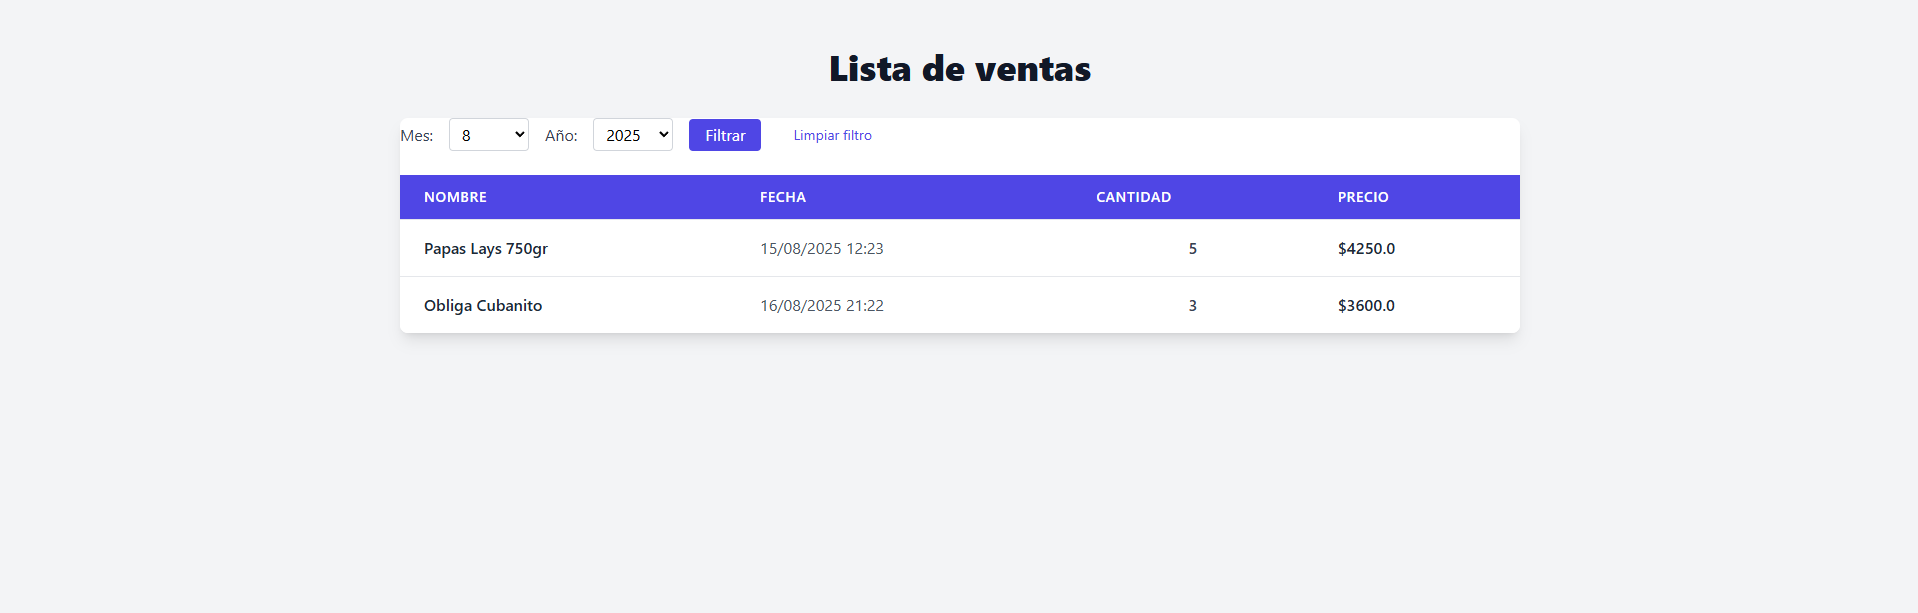 Lista de ventas
Mes: 8 Año: 2025 Filtrar Limpiar filtro
NOMBRE FECHA CANTIDAD PRECIO
Papas Lays 750gr 15/08/2025 12:23 5 $4250.0
Obliga Cubanito 16/08/2025 21:22 3 $3600.0